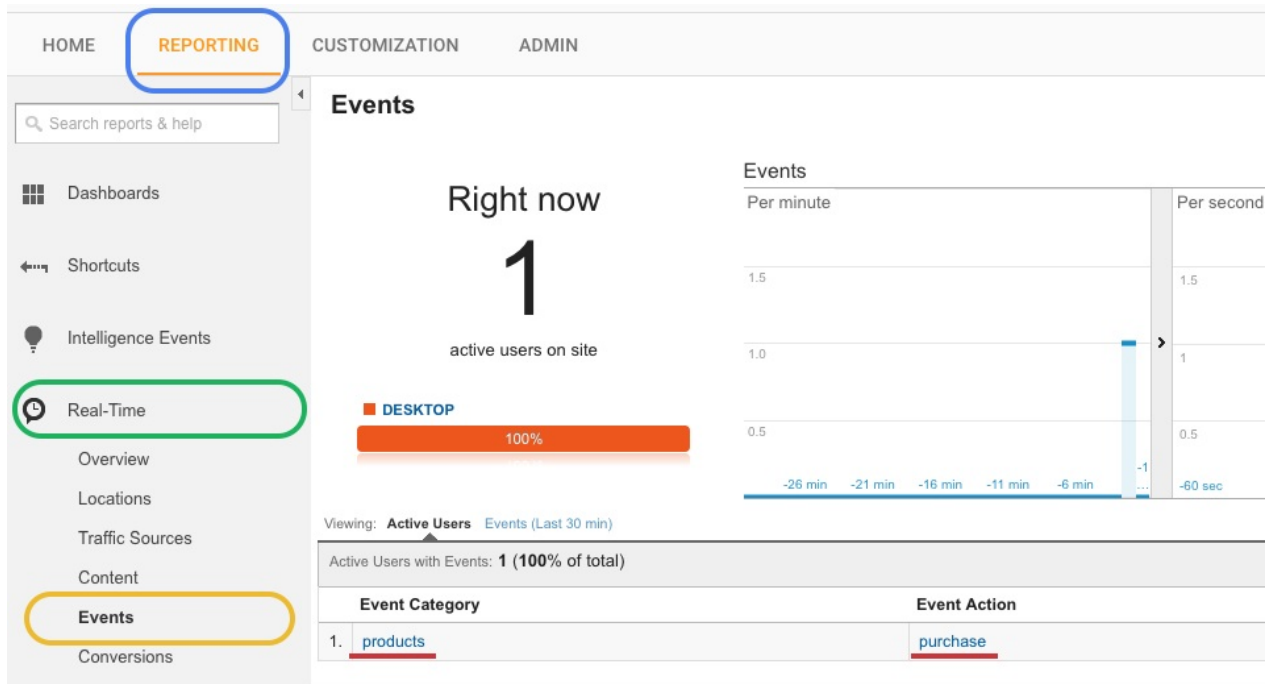 HOME REPORTING CUSTOMIZATION ADMIN
Search reports & help
Dashboards
Shortcuts
Intelligence Events
Real-Time
Overview
Locations
Traffic Sources
Content
Events
Conversions
Events
Right now
1
active users on site
DESKTOP
100%
Events
Per minute
Per second
1.5
1.0
0.5
-26 min -21 min -16 min -11 min -6 min -1 ...
1.5
1
0.5
-60 sec
Viewing: Active Users Events (Last 30 min)
Active Users with Events: 1 (100% of total)
Event Category Event Action
1. products purchase